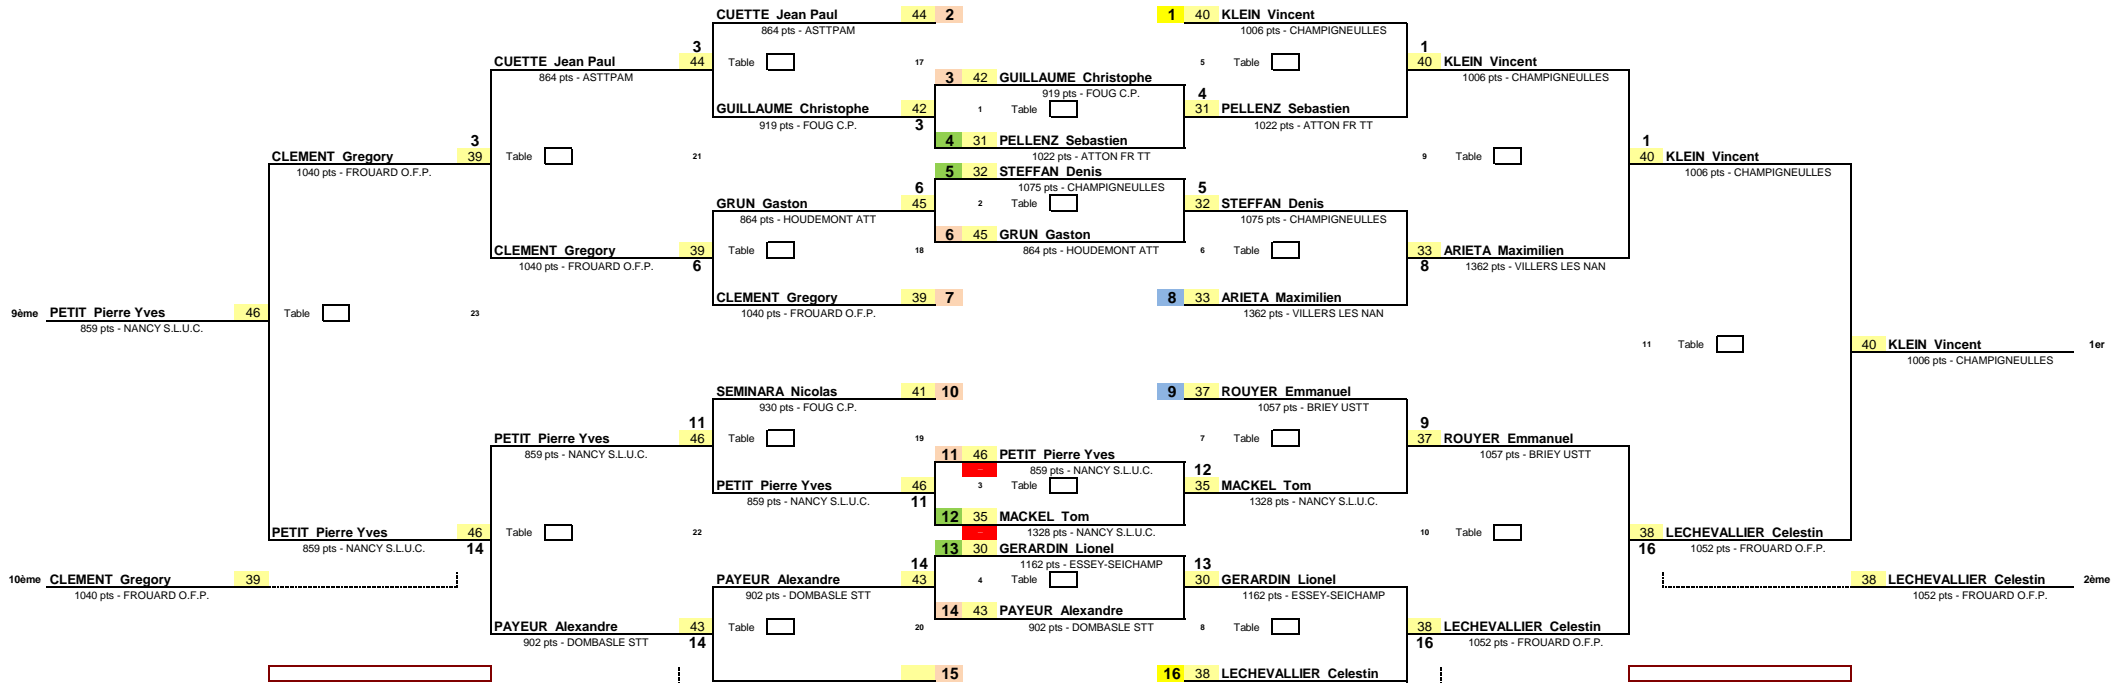 CUETTE Jean Paul 44 2 1 40 KLEIN Vincent
864 pts - ASTTPAM 1006 pts - CHAMPIGNEULLES
3 1
CUETTE Jean Paul 44 Table 17 5 Table 40 KLEIN Vincent
864 pts - ASTTPAM 3 42 GUILLAUME Christophe 1006 pts - CHAMPIGNEULLES
919 pts - FOUG C.P. 4
GUILLAUME Christophe 42 1 Table 31 PELLENZ Sebastien
919 pts - FOUG C.P. 3 1022 pts - ATTON FR TT
3 4 31 PELLENZ Sebastien 1
CLEMENT Gregory 39 Table 21 1022 pts - ATTON FR TT 9 Table 40 KLEIN Vincent
1040 pts - FROUARD O.F.P. 5 32 STEFFAN Denis 1006 pts - CHAMPIGNEULLES
6 1075 pts - CHAMPIGNEULLES 5
GRUN Gaston 45 2 Table 32 STEFFAN Denis
864 pts - HOUDEMONT ATT 1075 pts - CHAMPIGNEULLES
6 45 GRUN Gaston
CLEMENT Gregory 39 Table 18 864 pts - HOUDEMONT ATT 6 Table 33 ARIETA Maximilien
1040 pts - FROUARD O.F.P. 6 8 1362 pts - VILLERS LES NAN
CLEMENT Gregory 39 7 8 33 ARIETA Maximilien
9ème PETIT Pierre Yves 46 Table 23 1040 pts - FROUARD O.F.P. 1362 pts - VILLERS LES NAN
859 pts - NANCY S.L.U.C.
11 Table 40 KLEIN Vincent 1er
1006 pts - CHAMPIGNEULLES
SEMINARA Nicolas 41 10 9 37 ROUYER Emmanuel
930 pts - FOUG C.P. 1057 pts - BRIEY USTT
11 9
PETIT Pierre Yves 46 Table 19 7 Table 37 ROUYER Emmanuel
859 pts - NANCY S.L.U.C. 11 46 PETIT Pierre Yves 1057 pts - BRIEY USTT
859 pts - NANCY S.L.U.C. 12
PETIT Pierre Yves 46 3 Table 35 MACKEL Tom
859 pts - NANCY S.L.U.C. 11 1328 pts - NANCY S.L.U.C.
12 35 MACKEL Tom
PETIT Pierre Yves 46 Table 22 1328 pts - NANCY S.L.U.C. 10 Table 38 LECHEVALLIER Celestin
859 pts - NANCY S.L.U.C. 14 13 30 GERARDIN Lionel 16 1052 pts - FROUARD O.F.P.
14 1162 pts - ESSEY-SEICHAMP 13
10ème CLEMENT Gregory 39 PAYEUR Alexandre 43 4 Table 30 GERARDIN Lionel 38 LECHEVALLIER Celestin 2ème
1040 pts - FROUARD O.F.P. 902 pts - DOMBASLE STT 1162 pts - ESSEY-SEICHAMP 1052 pts - FROUARD O.F.P.
14 43 PAYEUR Alexandre
PAYEUR Alexandre 43 Table 20 902 pts - DOMBASLE STT 8 Table 38 LECHEVALLIER Celestin
902 pts - DOMBASLE STT 14 16 1052 pts - FROUARD O.F.P.
15 16 38 LECHEVALLIER Celestin